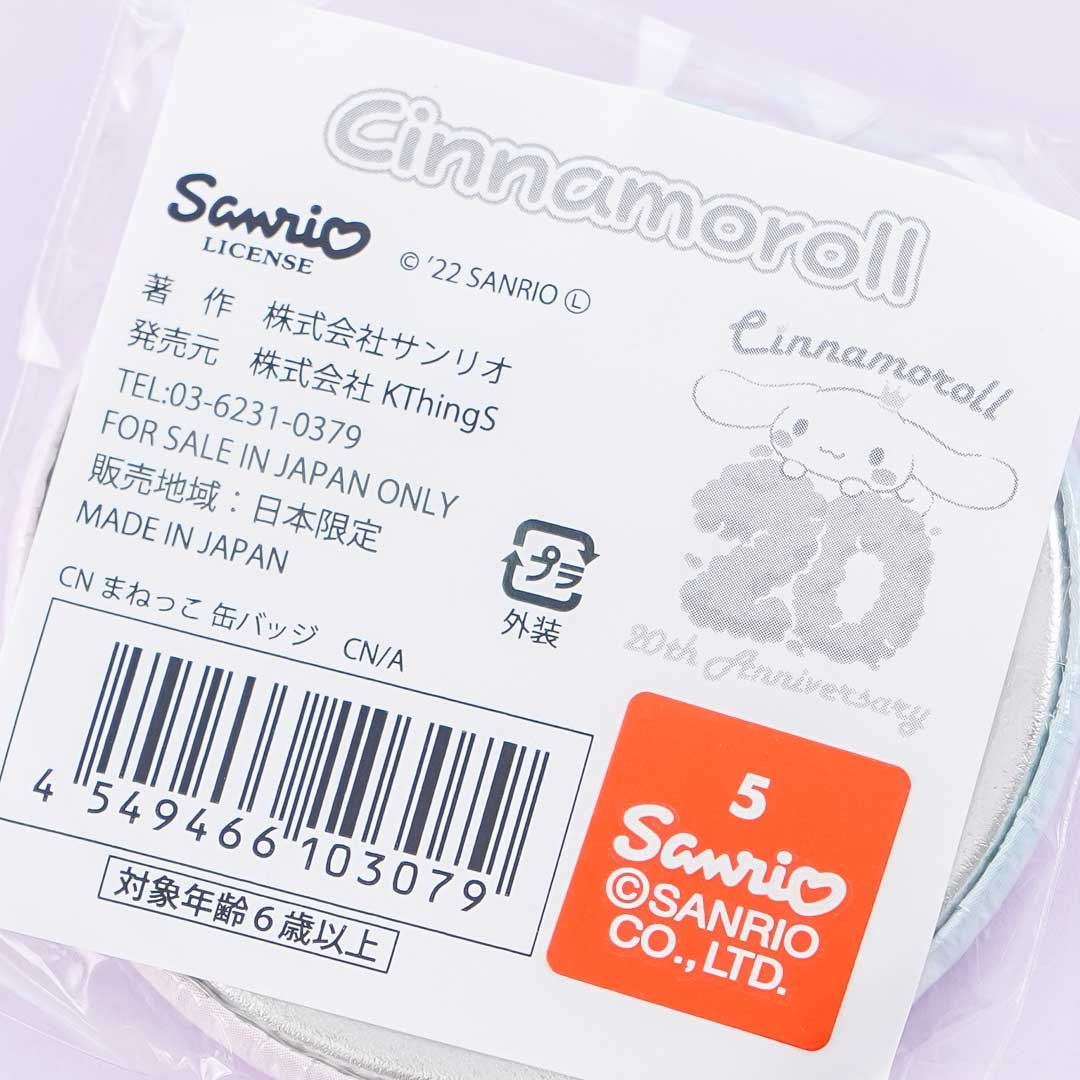 Cinnamoroll
Sanrio
LICENSE
© '22 SANRIO Ⓛ
著 作 株式会社サンリオ
発売元 株式会社 KThingS
TEL:03-6231-0379
FOR SALE IN JAPAN ONLY
販売地域：日本限定
MADE IN JAPAN
プラ
外装
Cinnamoroll
20
20th Anniversary
CN まねっこ 缶バッジ CN/A
4 549466 103079
対象年齢6歳以上
5
Sanrio
©SANRIO
CO., LTD.